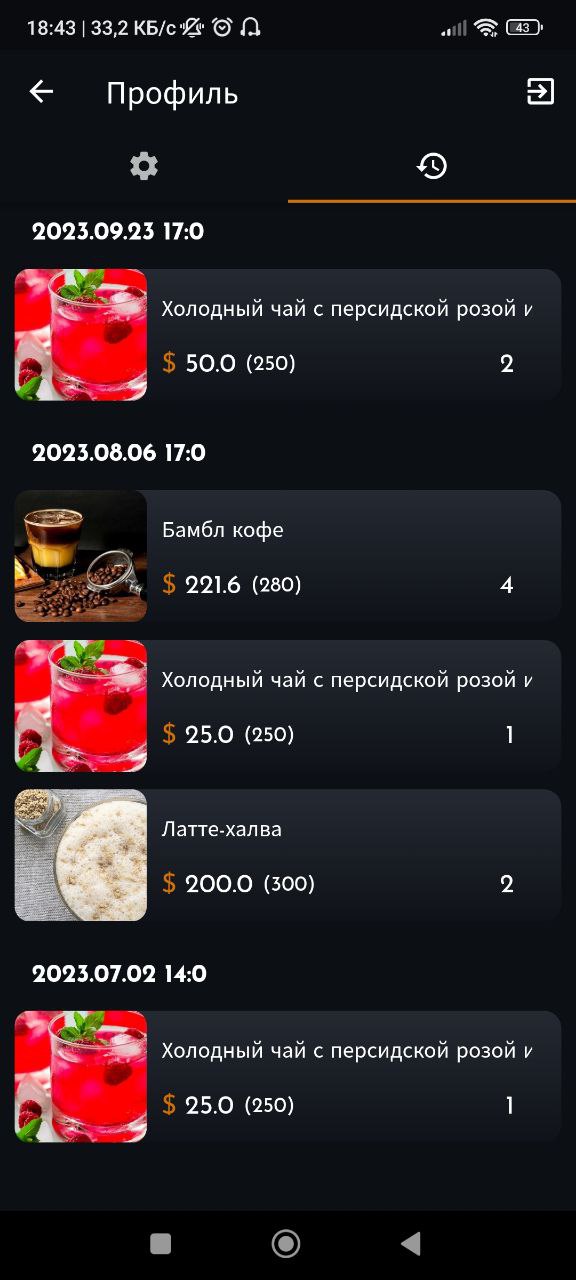 18:43 | 33,2 КБ/с 43
Профиль
2023.09.23 17:0
Холодный чай с персидской розой и
$ 50.0 (250) 2
2023.08.06 17:0
Бамбл кофе
$ 221.6 (280) 4
Холодный чай с персидской розой и
$ 25.0 (250) 1
Латте-халва
$ 200.0 (300) 2
2023.07.02 14:0
Холодный чай с персидской розой и
$ 25.0 (250) 1